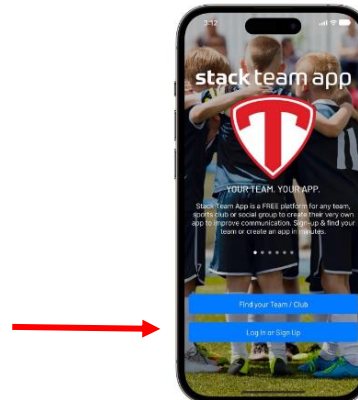 3:12
stack team app
YOUR TEAM. YOUR APP.
Stack Team App is a FREE platform for any team,
sports club or social group to create their very own
app to improve communication. Sign-up & find your
team or create an app in minutes.
Find your Team / Club
Log In or Sign Up